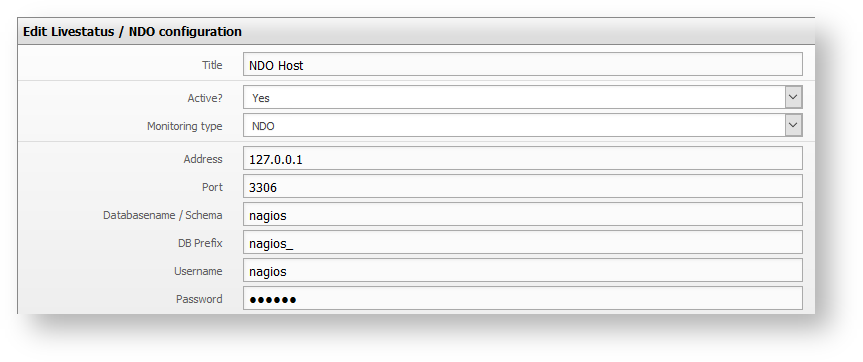 Edit Livestatus / NDO configuration
Title NDO Host
Active? Yes
Monitoring type NDO
Address 127.0.0.1
Port 3306
Databasename / Schema nagios
DB Prefix nagios_
Username nagios
Password ●●●●●●